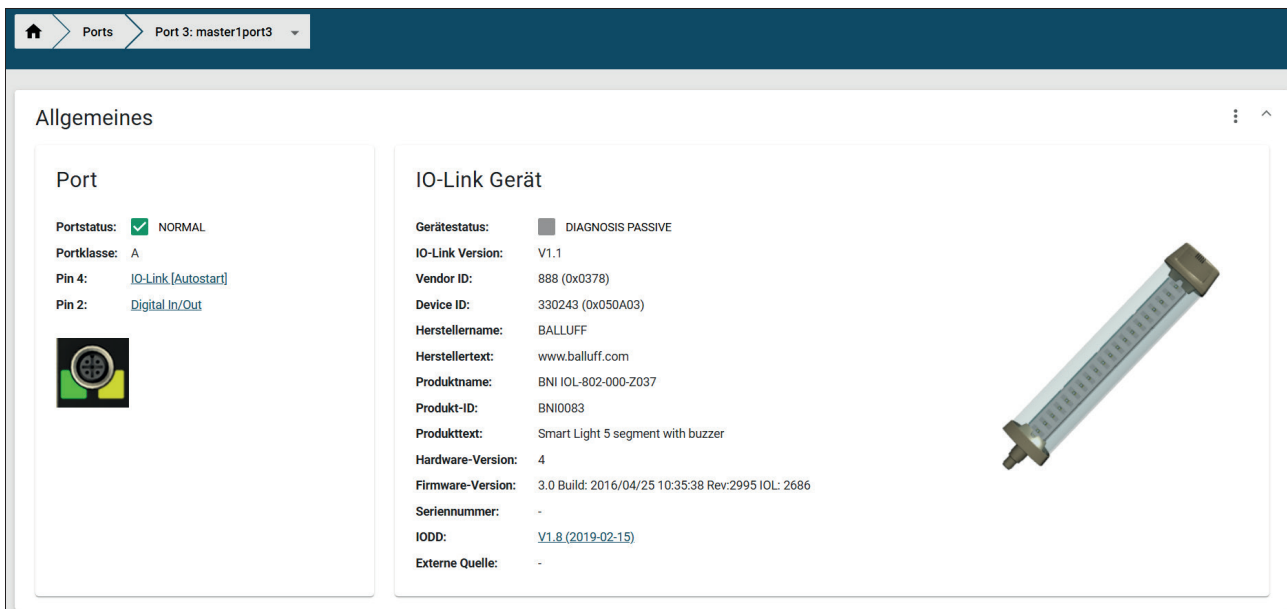 Ports Port 3: master1port3
Allgemeines
Port
Portstatus: NORMAL
Portklasse: A
Pin 4: IO-Link [Autostart]
Pin 2: Digital In/Out
IO-Link Gerät
Gerätestatus: DIAGNOSIS PASSIVE
IO-Link Version: V1.1
Vendor ID: 888 (0x0378)
Device ID: 330243 (0x050A03)
Herstellername: BALLUFF
Herstellertext: www.balluff.com
Produktname: BNI IOL-802-000-Z037
Produkt-ID: BNI0083
Produkttext: Smart Light 5 segment with buzzer
Hardware-Version: 4
Firmware-Version: 3.0 Build: 2016/04/25 10:35:38 Rev:2995 IOL: 2686
Seriennummer: -
IODD: V1.8 (2019-02-15)
Externe Quelle: -